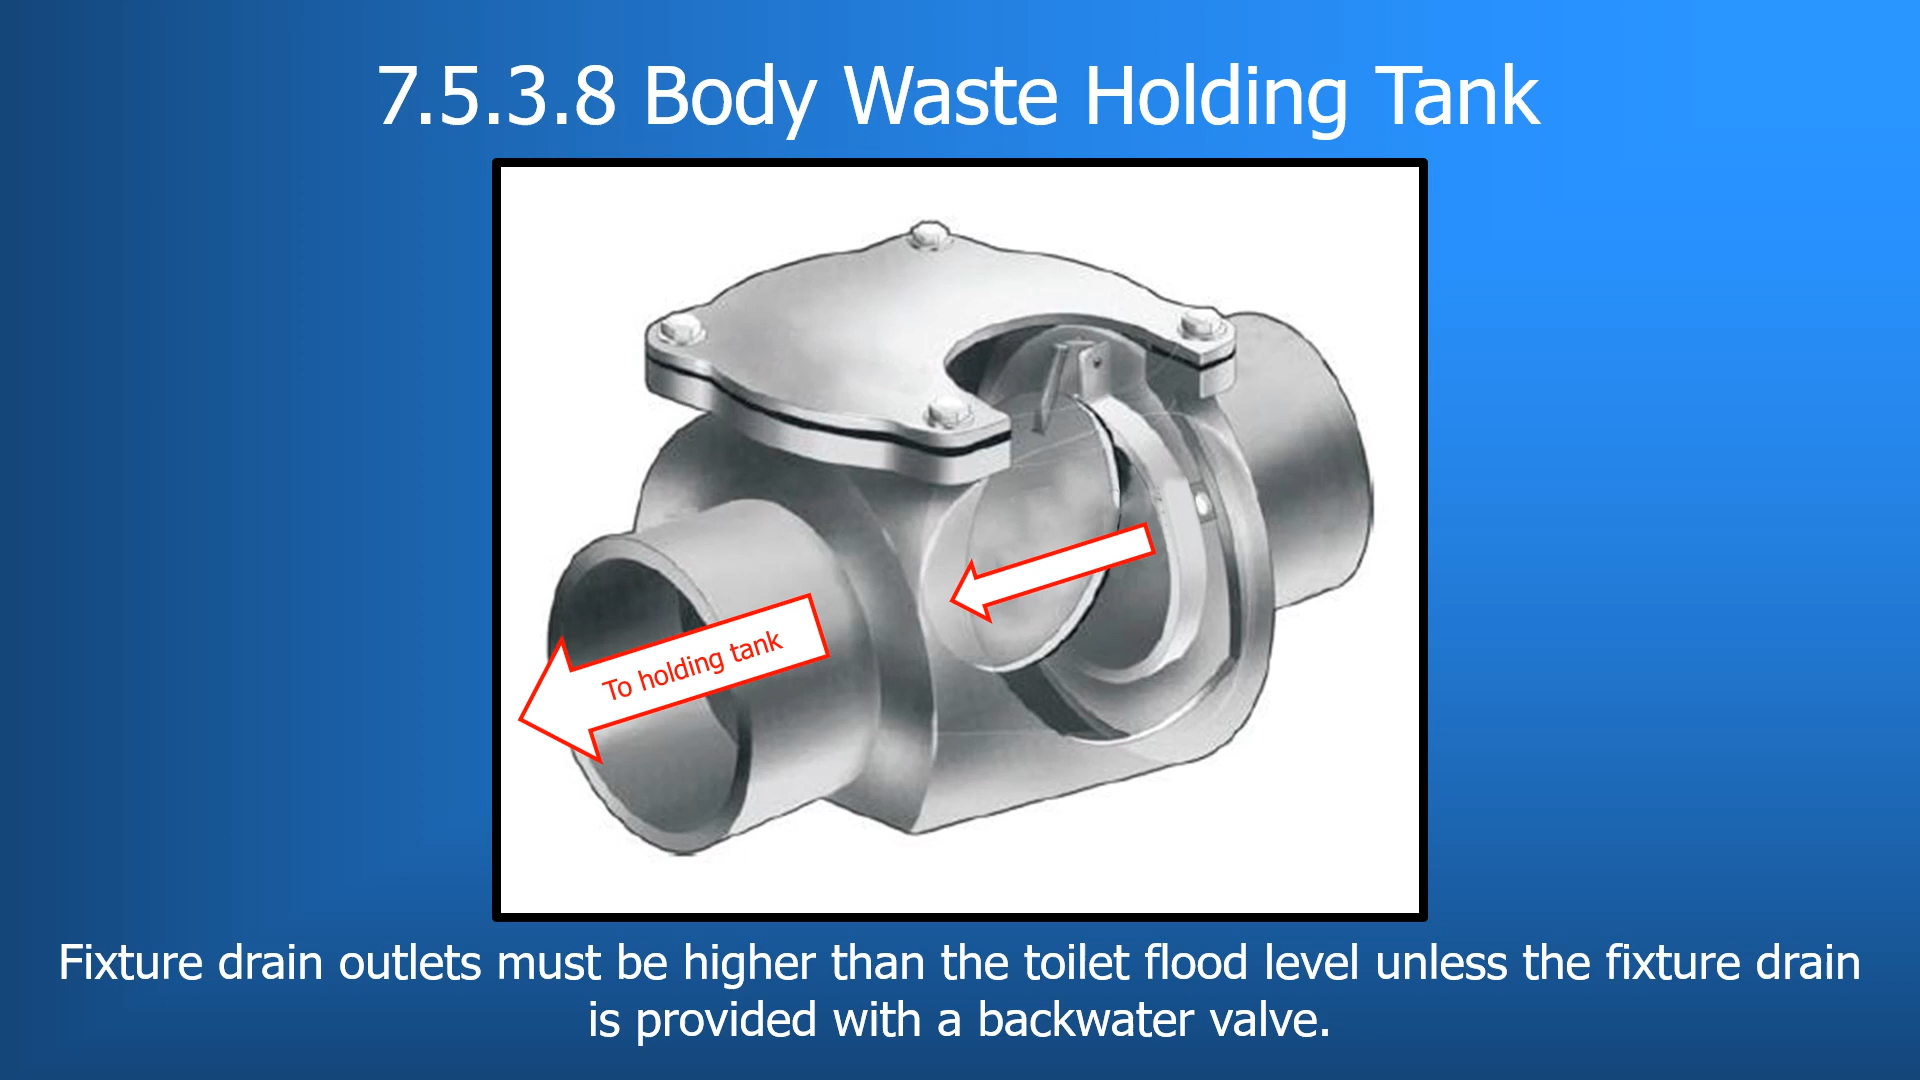 7.5.3.8 Body Waste Holding Tank
To holding tank
Fixture drain outlets must be higher than the toilet flood level unless the fixture drain
is provided with a backwater valve.